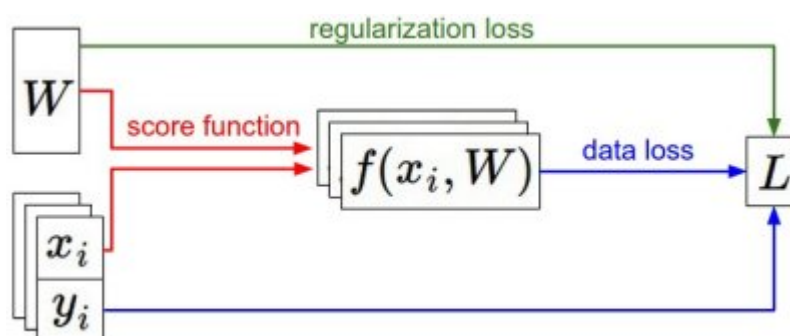 regularization loss
W
score function
f(x_i, W)
data loss
L
x_i
y_i